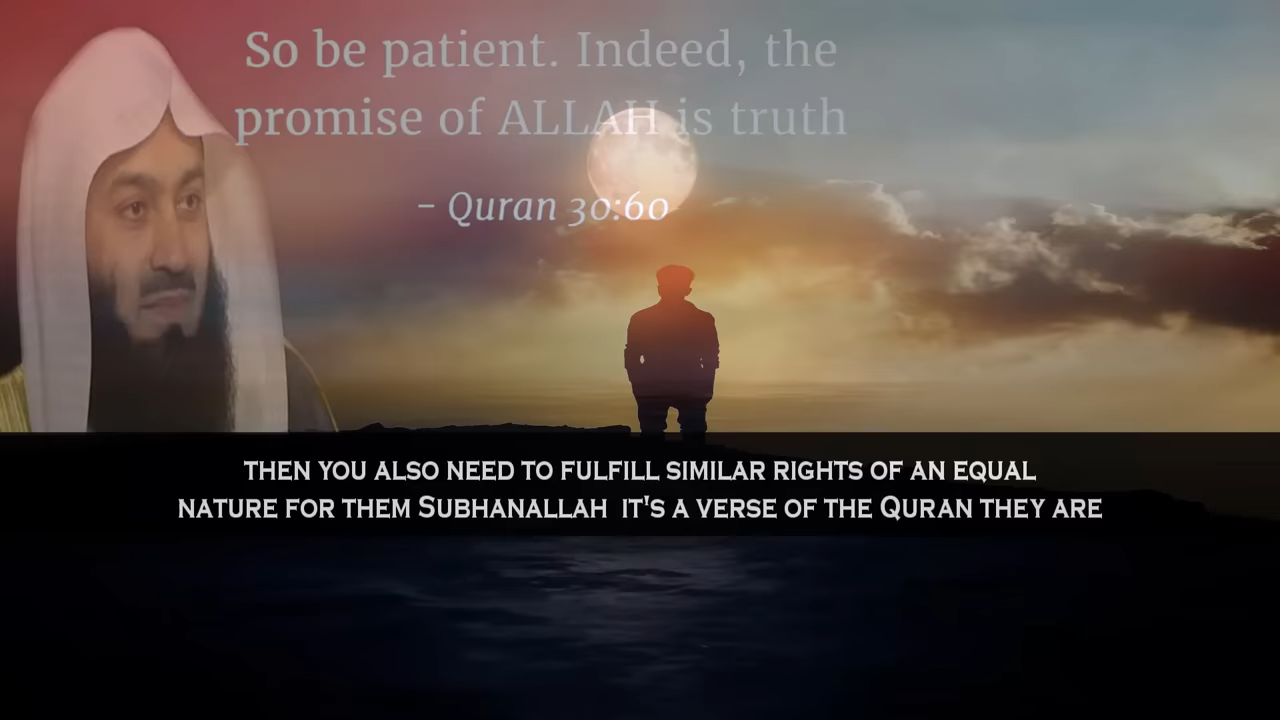 So be patient. Indeed, the
promise of ALLAH is truth
– Quran 30:60
THEN YOU ALSO NEED TO FULFILL SIMILAR RIGHTS OF AN EQUAL
NATURE FOR THEM SUBHANALLAH IT'S A VERSE OF THE QURAN THEY ARE